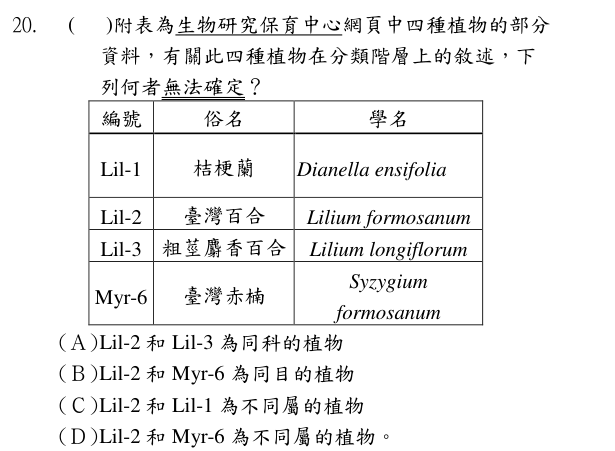 20. ( )附表為生物研究保育中心網頁中四種植物的部分
資料，有關此四種植物在分類階層上的敘述，下
列何者無法確定？
編號 俗名 學名
Lil-1 桔梗蘭 Dianella ensifolia
Lil-2 臺灣百合 Lilium formosanum
Lil-3 粗莖麝香百合 Lilium longiflorum
Myr-6 臺灣赤楠 Syzygium
formosanum
(A)Lil-2 和 Lil-3 為同科的植物
(B)Lil-2 和 Myr-6 為同目的植物
(C)Lil-2 和 Lil-1 為不同屬的植物
(D)Lil-2 和 Myr-6 為不同屬的植物。